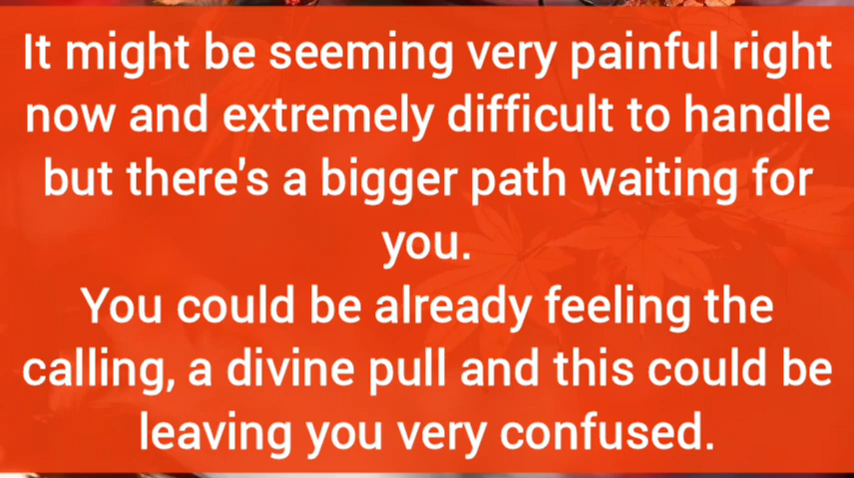 It might be seeming very painful right
now and extremely difficult to handle
but there's a bigger path waiting for
you.
You could be already feeling the
calling, a divine pull and this could be
leaving you very confused.